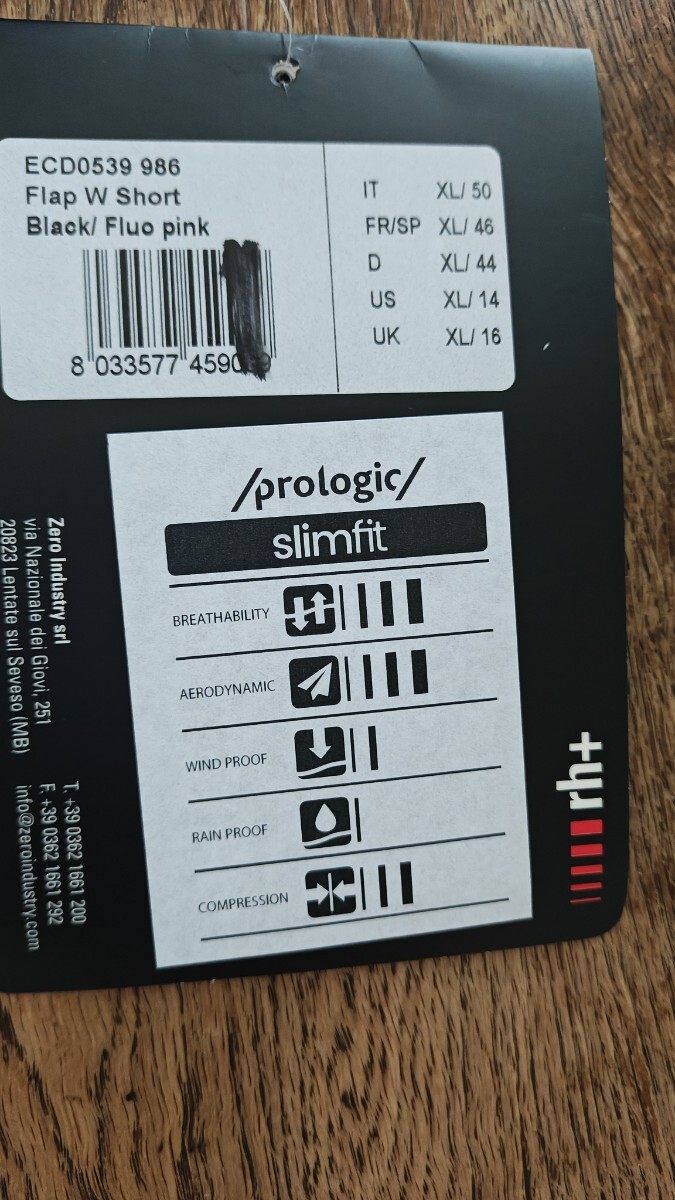 ECD0539 986
Flap W Short
Black/ Fluo pink
8 033577 4590
IT XL/ 50
FR/SP XL/ 46
D XL/ 44
US XL/ 14
UK XL/ 16
/prologic/
slimfit
BREATHABILITY
AERODYNAMIC
WIND PROOF
RAIN PROOF
COMPRESSION
Zero Industry srl
via Nazionale dei Giovi, 251
20823 Lentate sul Seveso (MB)
T. +39 0362 1661 200
F. +39 0362 1661 292
info@zeroindustry.com
rh+